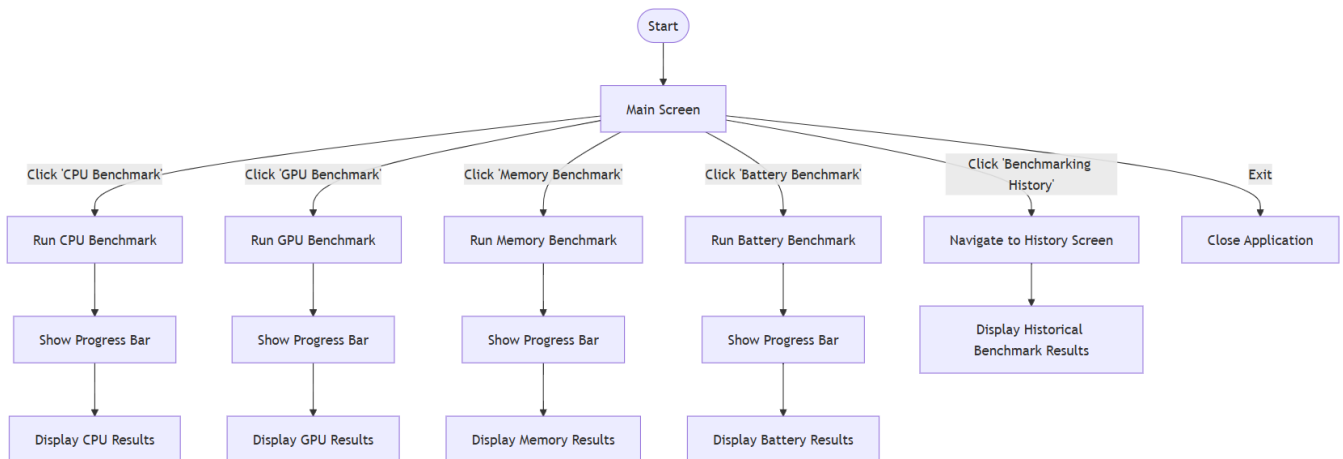 Start
Main Screen
Click 'CPU Benchmark'
Click 'GPU Benchmark'
Click 'Memory Benchmark'
Click 'Battery Benchmark'
Click 'Benchmarking
History'
Exit
Run CPU Benchmark
Run GPU Benchmark
Run Memory Benchmark
Run Battery Benchmark
Navigate to History Screen
Close Application
Show Progress Bar
Show Progress Bar
Show Progress Bar
Show Progress Bar
Display Historical
Benchmark Results
Display CPU Results
Display GPU Results
Display Memory Results
Display Battery Results